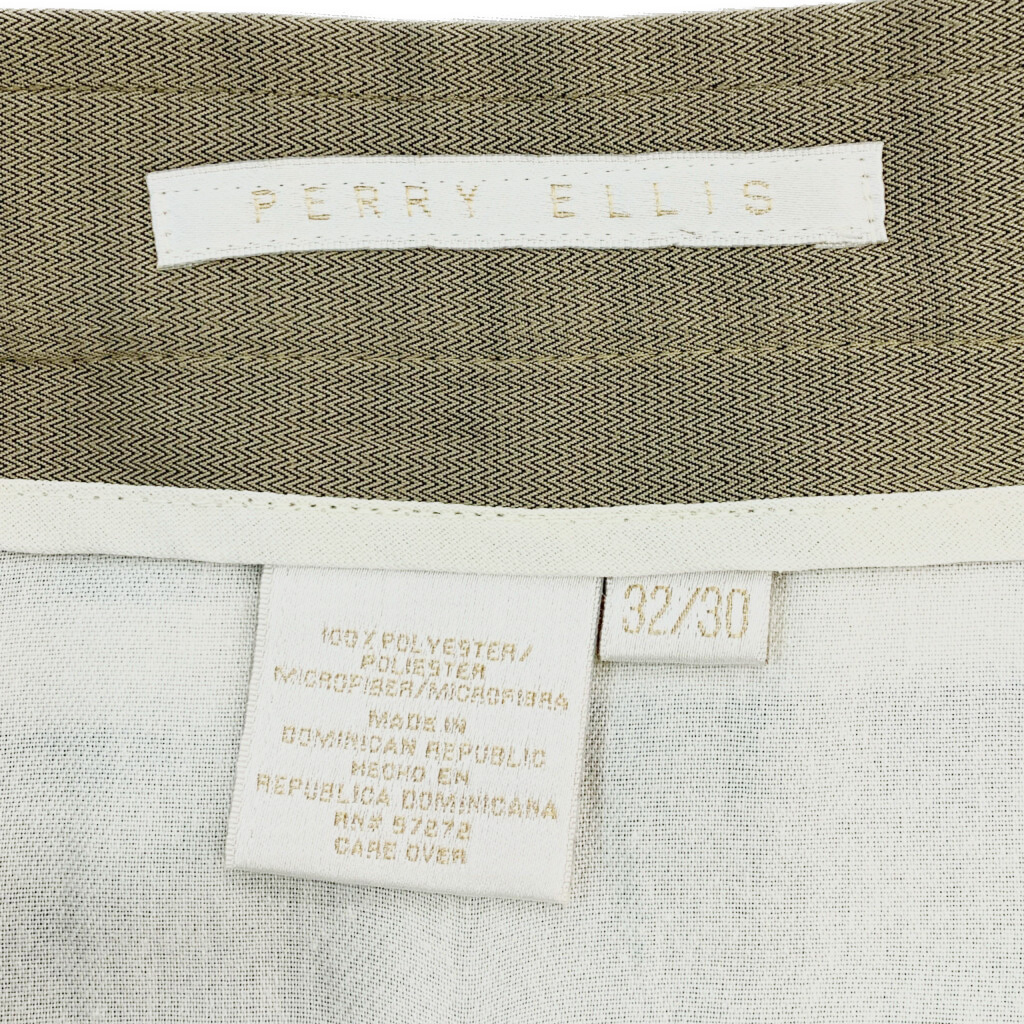 PERRY ELLIS
32/30
100% POLYESTER/
POLIESTER
MICROFIBER/MICROFIBRA
MADE IN
DOMINICAN REPUBLIC
HECHO EN
REPUBLICA DOMINICANA
RN# 57272
CARE OVER